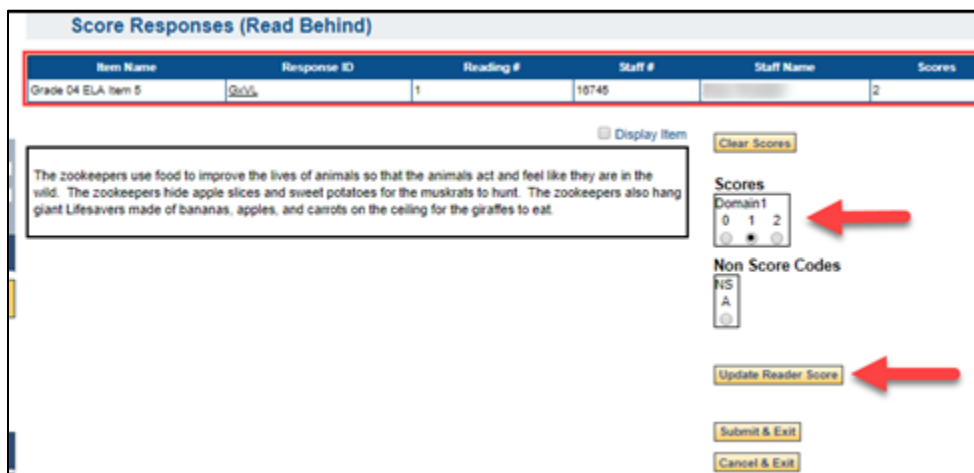 Score Responses (Read Behind)
Item Name Response ID Reading # Staff # Staff Name Scores
Grade 04 ELA Item 5 GxVL 1 16745 2
Display Item
Clear Scores
The zookeepers use food to improve the lives of animals so that the animals act and feel like they are in the
wild. The zookeepers hide apple slices and sweet potatoes for the muskrats to hunt. The zookeepers also hang
giant Lifesavers made of bananas, apples, and carrots on the ceiling for the giraffes to eat.
Scores
Domain1
0 1 2
Non Score Codes
NS
A
Update Reader Score
Submit & Exit
Cancel & Exit